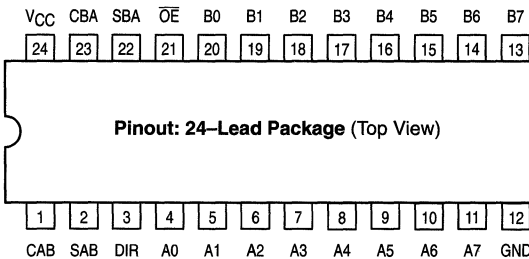 VCC CBA SBA OE B0 B1 B2 B3 B4 B5 B6 B7
24 23 22 21 20 19 18 17 16 15 14 13
Pinout: 24–Lead Package (Top View)
1 2 3 4 5 6 7 8 9 10 11 12
CAB SAB DIR A0 A1 A2 A3 A4 A5 A6 A7 GND